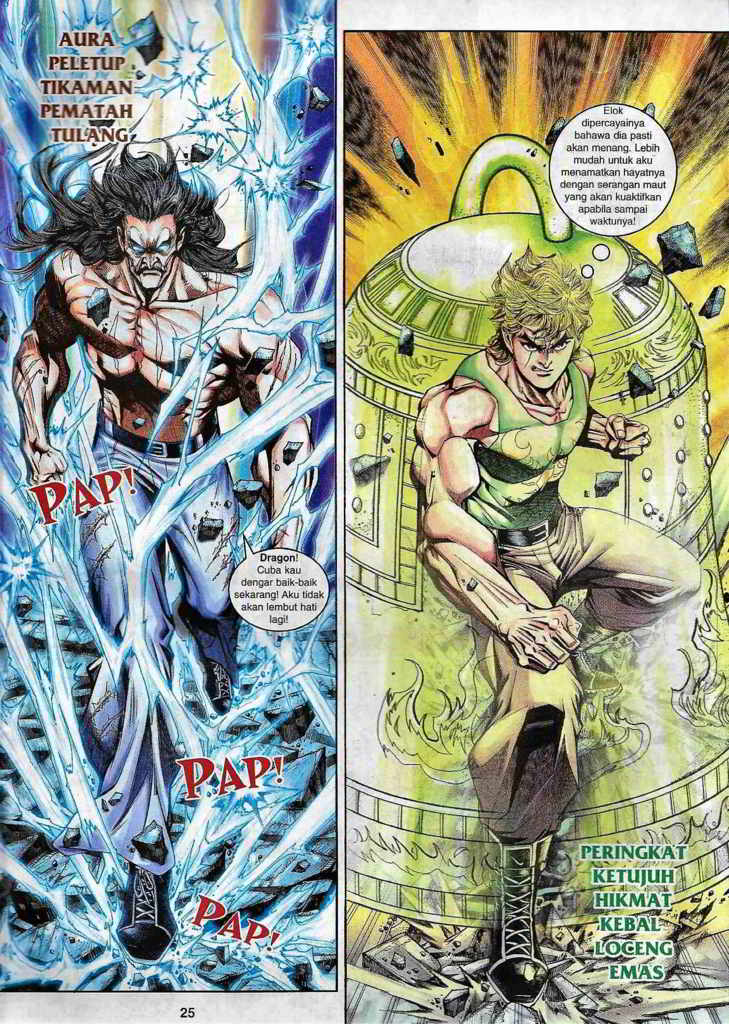 AURA
PELETUP
TIKAMAN
PEMATAH
TULANG
PAP!
Dragon!
Cuba kau
dengar baik-baik
sekarang! Aku tidak
akan lembut hati
lagi!
PAP!
PAP!
Elok
dipercayainya
bahawa dia pasti
akan menang. Lebih
mudah untuk aku
menamatkan hayatnya
dengan serangan maut
yang akan kuaktifkan
apabila sampai
waktunya!
PERINGKAT
KETUJUH
HIKMAT
KEBAL
LOCENG
EMAS
25